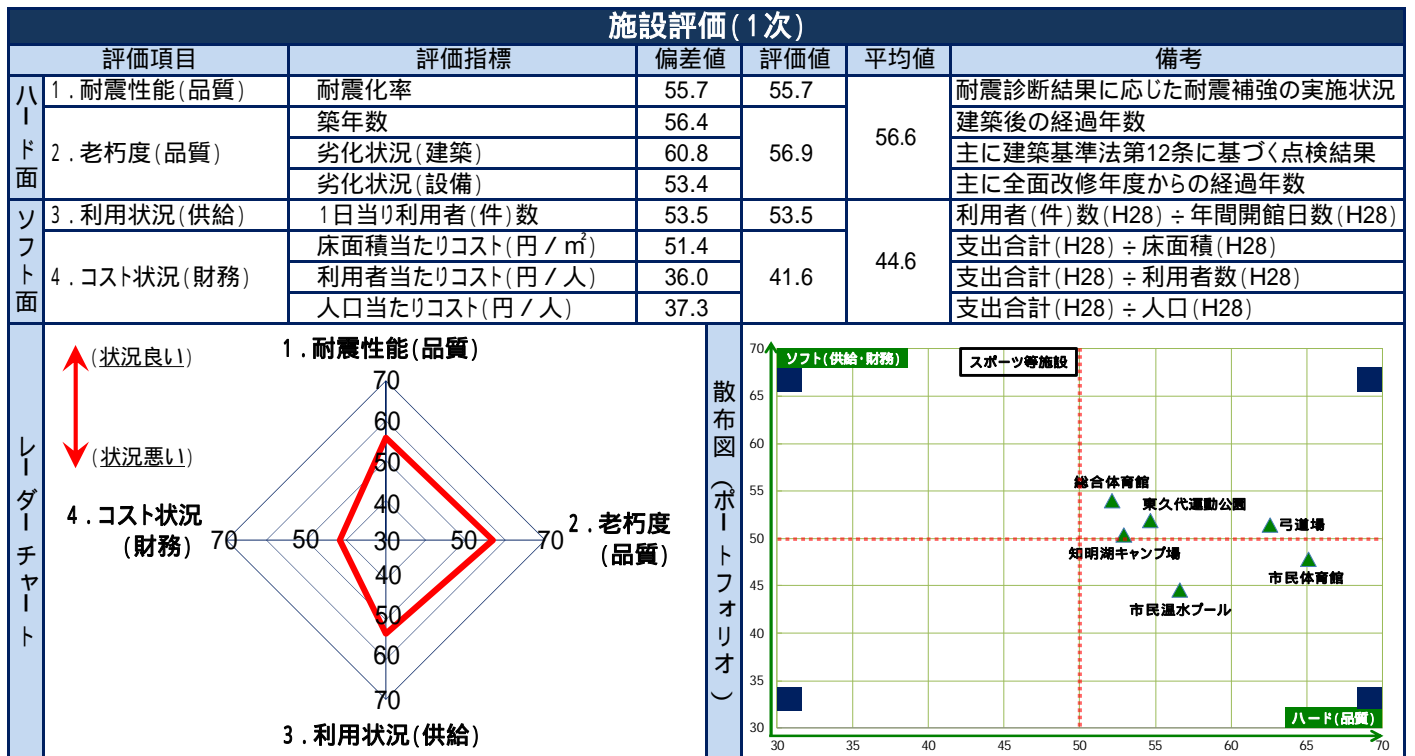 施設評価(1次)
評価項目 評価指標 偏差値 評価値 平均値 備考
ハード面
1.耐震性能(品質) 耐震化率 55.7 55.7 56.6 耐震診断結果に応じた耐震補強の実施状況
2.老朽度(品質) 築年数 56.4 56.9 建築後の経過年数
劣化状況(建築) 60.8 主に建築基準法第12条に基づく点検結果
劣化状況(設備) 53.4 主に全面改修年度からの経過年数
ソフト面
3.利用状況(供給) 1日当り利用者(件)数 53.5 53.5 44.6 利用者(件)数(H28)÷年間開館日数(H28)
4.コスト状況(財務) 床面積当たりコスト(円/㎡) 51.4 41.6 支出合計(H28)÷床面積(H28)
利用者当たりコスト(円/人) 36.0 支出合計(H28)÷利用者数(H28)
人口当たりコスト(円/人) 37.3 支出合計(H28)÷人口(H28)
レーダーチャート
(状況良い)
(状況悪い)
1.耐震性能(品質)
70
60
50
40
4.コスト状況
(財務)
70 50 30 50 70
2.老朽度
(品質)
40
50
60
70
3.利用状況(供給)
散布図(ポートフォリオ)
ソフト(供給・財務)
スポーツ等施設
70
65
60
55
50
45
40
35
30
総合体育館
東久代運動公園
弓道場
知明湖キャンプ場
市民体育館
市民温水プール
ハード(品質)
30 35 40 45 50 55 60 65 70